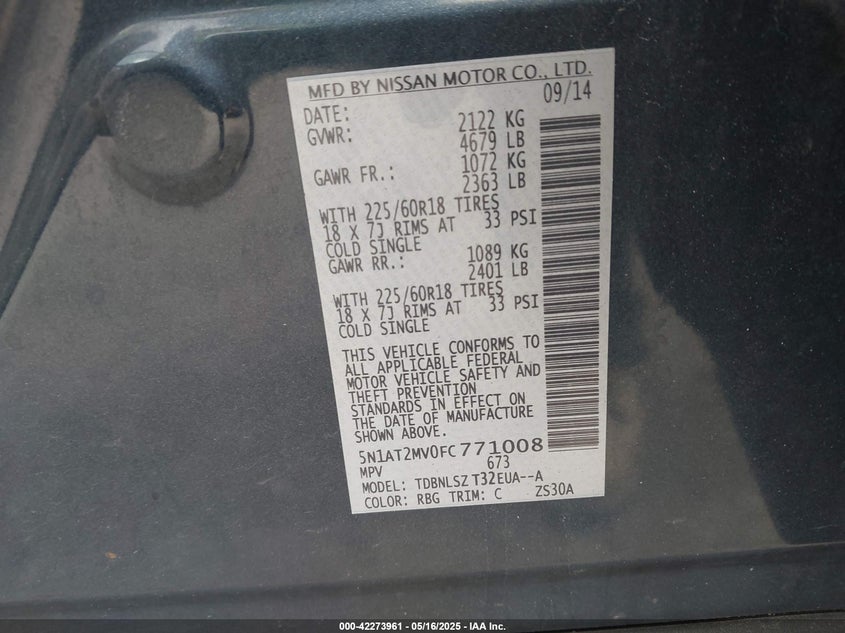 MFD BY NISSAN MOTOR CO., LTD.
DATE: 09/14
GVWR: 2122 KG
4679 LB
GAWR FR.: 1072 KG
2363 LB
WITH 225/60R18 TIRES
18 X 7J RIMS AT 33 PSI
COLD SINGLE
GAWR RR.: 1089 KG
2401 LB
WITH 225/60R18 TIRES
18 X 7J RIMS AT 33 PSI
COLD SINGLE
THIS VEHICLE CONFORMS TO
ALL APPLICABLE FEDERAL
MOTOR VEHICLE SAFETY AND
THEFT PREVENTION
STANDARDS IN EFFECT ON
THE DATE OF MANUFACTURE
SHOWN ABOVE.
5N1AT2MV0FC771008
MPV 673
MODEL: TDBNLSZ T32EUA--A
COLOR: RBG TRIM: C ZS30A
000-42273961 - 05/16/2025 - IAA Inc.